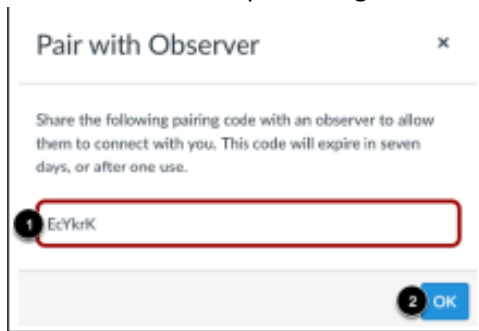 Pair with Observer ×
Share the following pairing code with an observer to allow
them to connect with you. This code will expire in seven
days, or after one use.
1 EcYkrK
2 OK